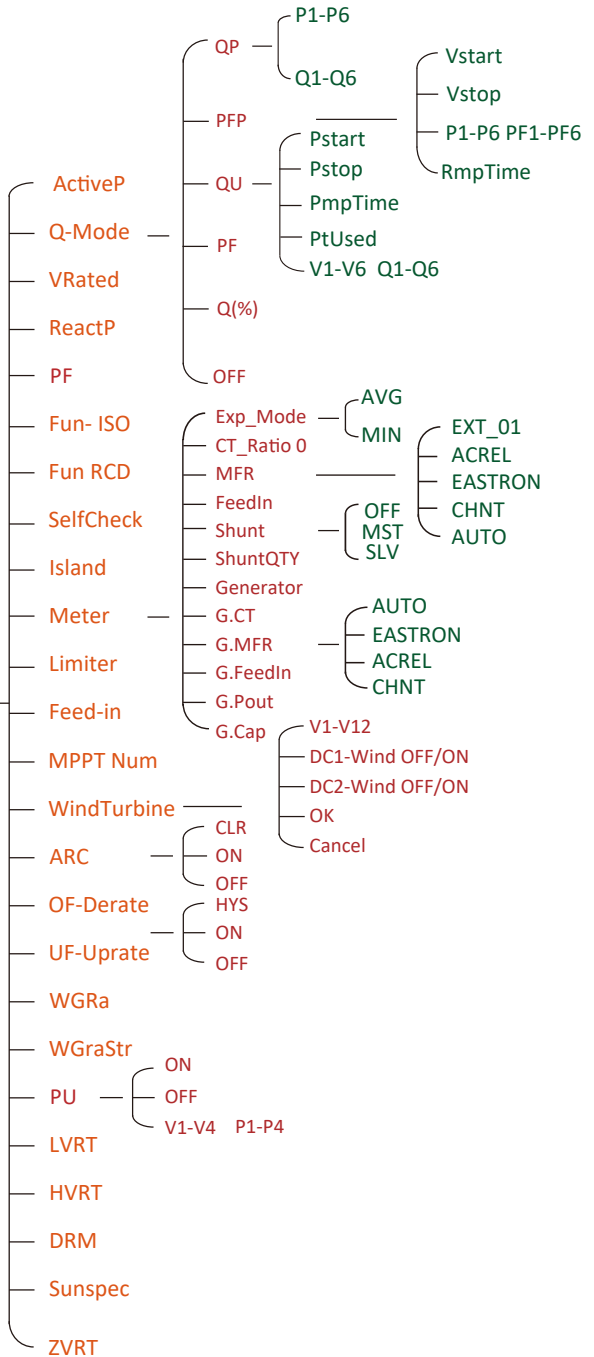 ActiveP
Q-Mode
QP
P1-P6
Q1-Q6
PFP
Vstart
Vstop
P1-P6 PF1-PF6
RmpTime
QU
Pstart
Pstop
PmpTime
PtUsed
V1-V6 Q1-Q6
PF
Q(%)
OFF
VRated
ReactP
PF
Fun- ISO
Fun RCD
SelfCheck
Island
Meter
Exp_Mode
AVG
MIN
CT_Ratio 0
MFR
EXT_01
ACREL
EASTRON
CHNT
AUTO
FeedIn
Shunt
OFF
MST
SLV
ShuntQTY
Generator
G.CT
G.MFR
AUTO
EASTRON
ACREL
CHNT
G.FeedIn
G.Pout
G.Cap
Limiter
Feed-in
MPPT Num
WindTurbine
V1-V12
DC1-Wind OFF/ON
DC2-Wind OFF/ON
OK
Cancel
ARC
CLR
ON
OFF
OF-Derate
UF-Uprate
HYS
ON
OFF
WGRa
WGraStr
PU
ON
OFF
V1-V4 P1-P4
LVRT
HVRT
DRM
Sunspec
ZVRT